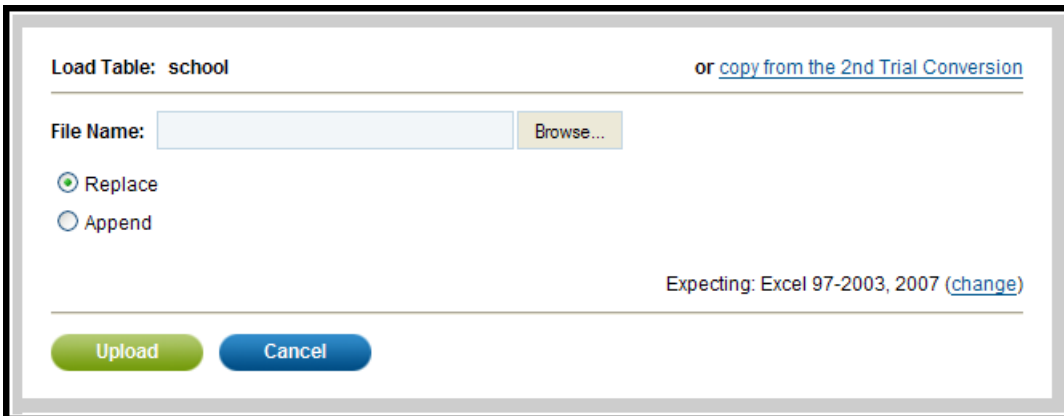 Load Table: school or copy from the 2nd Trial Conversion
File Name: Browse...
Replace
Append
Expecting: Excel 97-2003, 2007 (change)
Upload Cancel